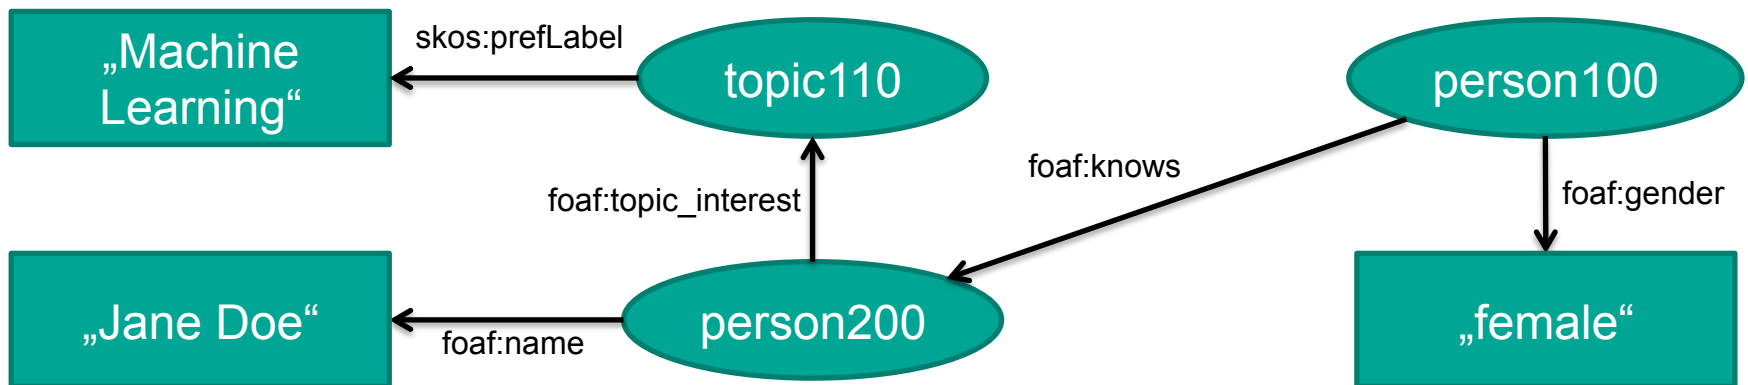 „Machine
Learning“
skos:prefLabel
topic110
person100
foaf:knows
foaf:topic_interest
foaf:gender
„Jane Doe“
foaf:name
person200
„female“